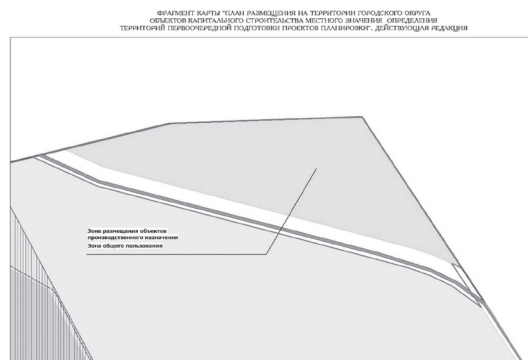 ФРАГМЕНТ КАРТЫ "ПЛАН РАЗМЕЩЕНИЯ НА ТЕРРИТОРИИ ГОРОДСКОГО ОКРУГА
ОБЪЕКТОВ КАПИТАЛЬНОГО СТРОИТЕЛЬСТВА МЕСТНОГО ЗНАЧЕНИЯ ОПРЕДЕЛЕНИЯ
ТЕРРИТОРИЙ ПЕРВООЧЕРЕДНОЙ ПОДГОТОВКИ ПРОЕКТОВ ПЛАНИРОВКИ". ДЕЙСТВУЮЩАЯ РЕДАКЦИЯ
Зона размещения объектов
производственного назначения
Зона общего пользования